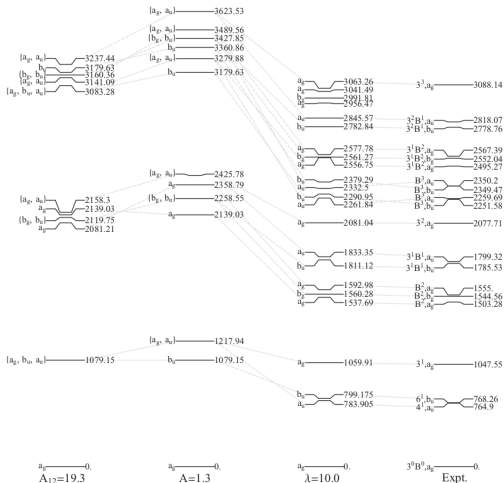 {a_g, a_u} 3237.44
b_u 3179.63
{b_g, b_u} 3160.36
{a_g, a_u} 3141.09
{a_g, b_u, a_u} 3083.28
{a_g, a_u} 2158.3
a_g 2139.03
{b_g, b_u} 2119.75
a_g 2081.21
{a_g, b_u, a_u} 1079.15
a_g 0.
A_12=19.3
{a_g, a_u} 3623.53
{a_g, a_u} 3489.56
{b_g, b_u} 3427.85
b_u 3360.86
{a_g, a_u} 3279.88
b_u 3179.63
{a_g, a_u} 2425.78
a_g 2358.79
{b_g, b_u} 2258.55
a_g 2139.03
{a_g, a_u} 1217.94
b_u 1079.15
0.
A=1.3
a_g 3063.26
a_g 3041.49
b_u 2991.81
a_g 2956.47
a_u 2845.57
b_u 2782.84
a_g 2577.78
b_g 2561.27
a_g 2556.75
b_u 2379.29
a_u 2332.5
b_u 2290.95
a_u 2261.84
a_g 2081.04
a_u 1833.35
b_u 1811.12
a_g 1592.98
b_g 1560.28
a_g 1537.69
a_g 1059.91
b_u 799.175
a_u 783.905
a_g 0.
λ=10.0
3^3,a_g 3088.14
3^2B^1,a_u 2818.07
3^2B^1,b_u 2778.76
3^1B^2,a_g 2567.39
3^1B^2,b_g 2552.04
3^1B^2,a_g 2495.27
B^3, 2350.2
B^3,b_u 2349.47
2259.69
B^3,b_u 2251.58
3^2,a_g 2077.71
3^1B^1,a_u 1799.32
3^1B^1,b_u 1785.53
B^2,a_g 1555.
B^2,b_g 1544.56
B^2,a_g 1503.28
3^1,a_g 1047.55
6^1,b_u 768.26
4^1,a_u 764.9
3^0B^0,a_g 0.
Expt.